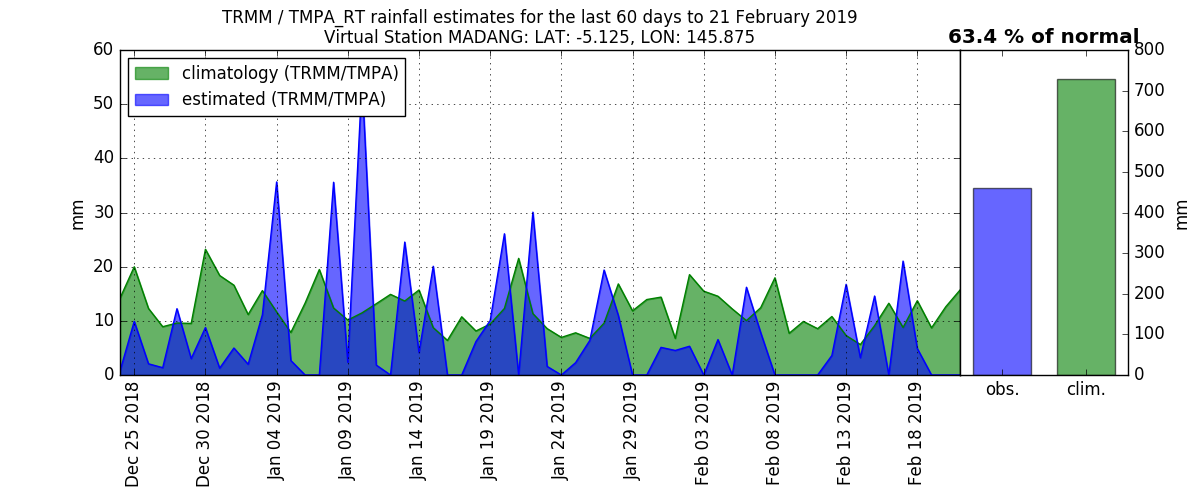 TRMM / TMPA_RT rainfall estimates for the last 60 days to 21 February 2019
Virtual Station MADANG: LAT: -5.125, LON: 145.875
63.4 % of normal
climatology (TRMM/TMPA)
estimated (TRMM/TMPA)
60
50
40
30
20
10
0
mm
Dec 25 2018
Dec 30 2018
Jan 04 2019
Jan 09 2019
Jan 14 2019
Jan 19 2019
Jan 24 2019
Jan 29 2019
Feb 03 2019
Feb 08 2019
Feb 13 2019
Feb 18 2019
obs.
clim.
800
700
600
500
400
300
200
100
0
mm